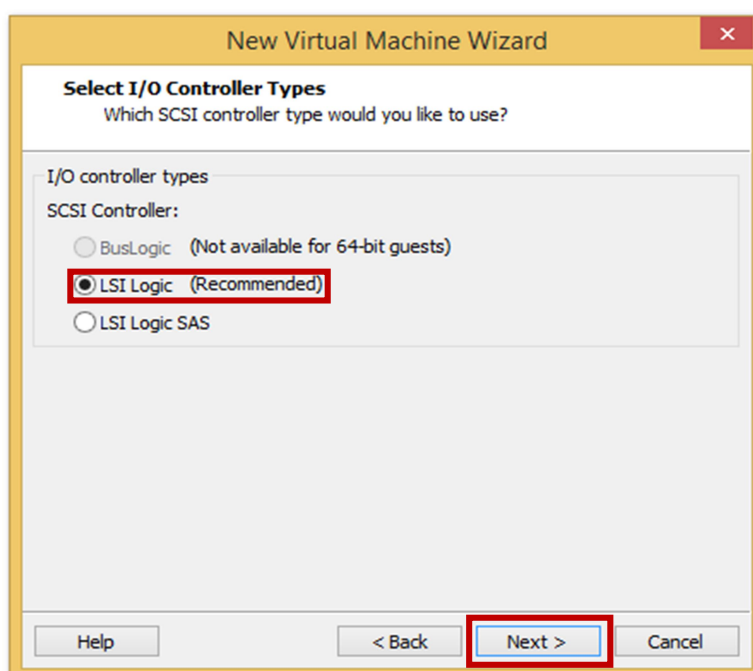 New Virtual Machine Wizard
Select I/O Controller Types
Which SCSI controller type would you like to use?
I/O controller types
SCSI Controller:
BusLogic (Not available for 64-bit guests)
LSI Logic (Recommended)
LSI Logic SAS
Help < Back Next > Cancel